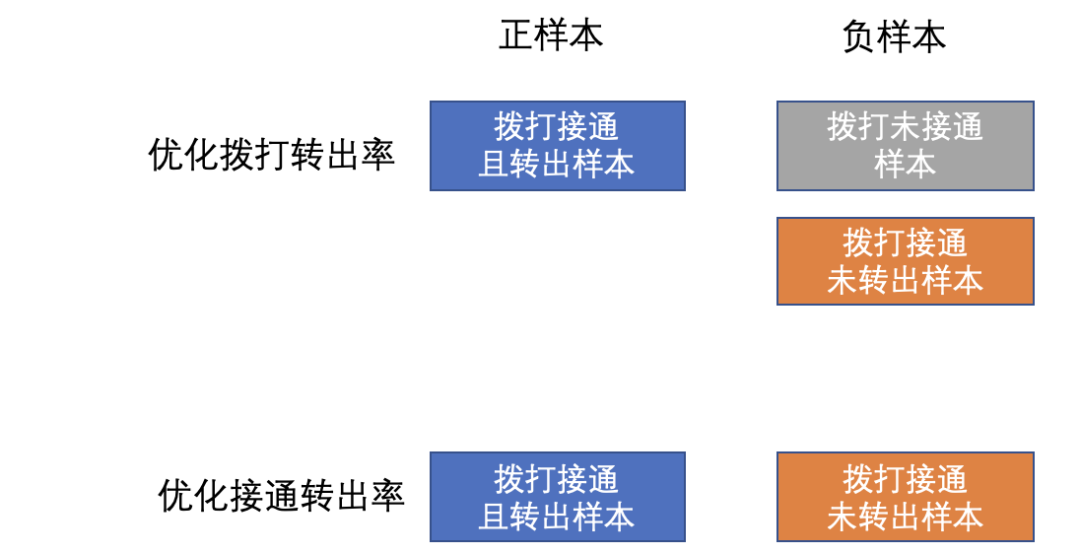 正样本
负样本
优化拨打转出率
拨打接通
且转出样本
拨打未接通
样本
拨打接通
未转出样本
优化接通转出率
拨打接通
且转出样本
拨打接通
未转出样本